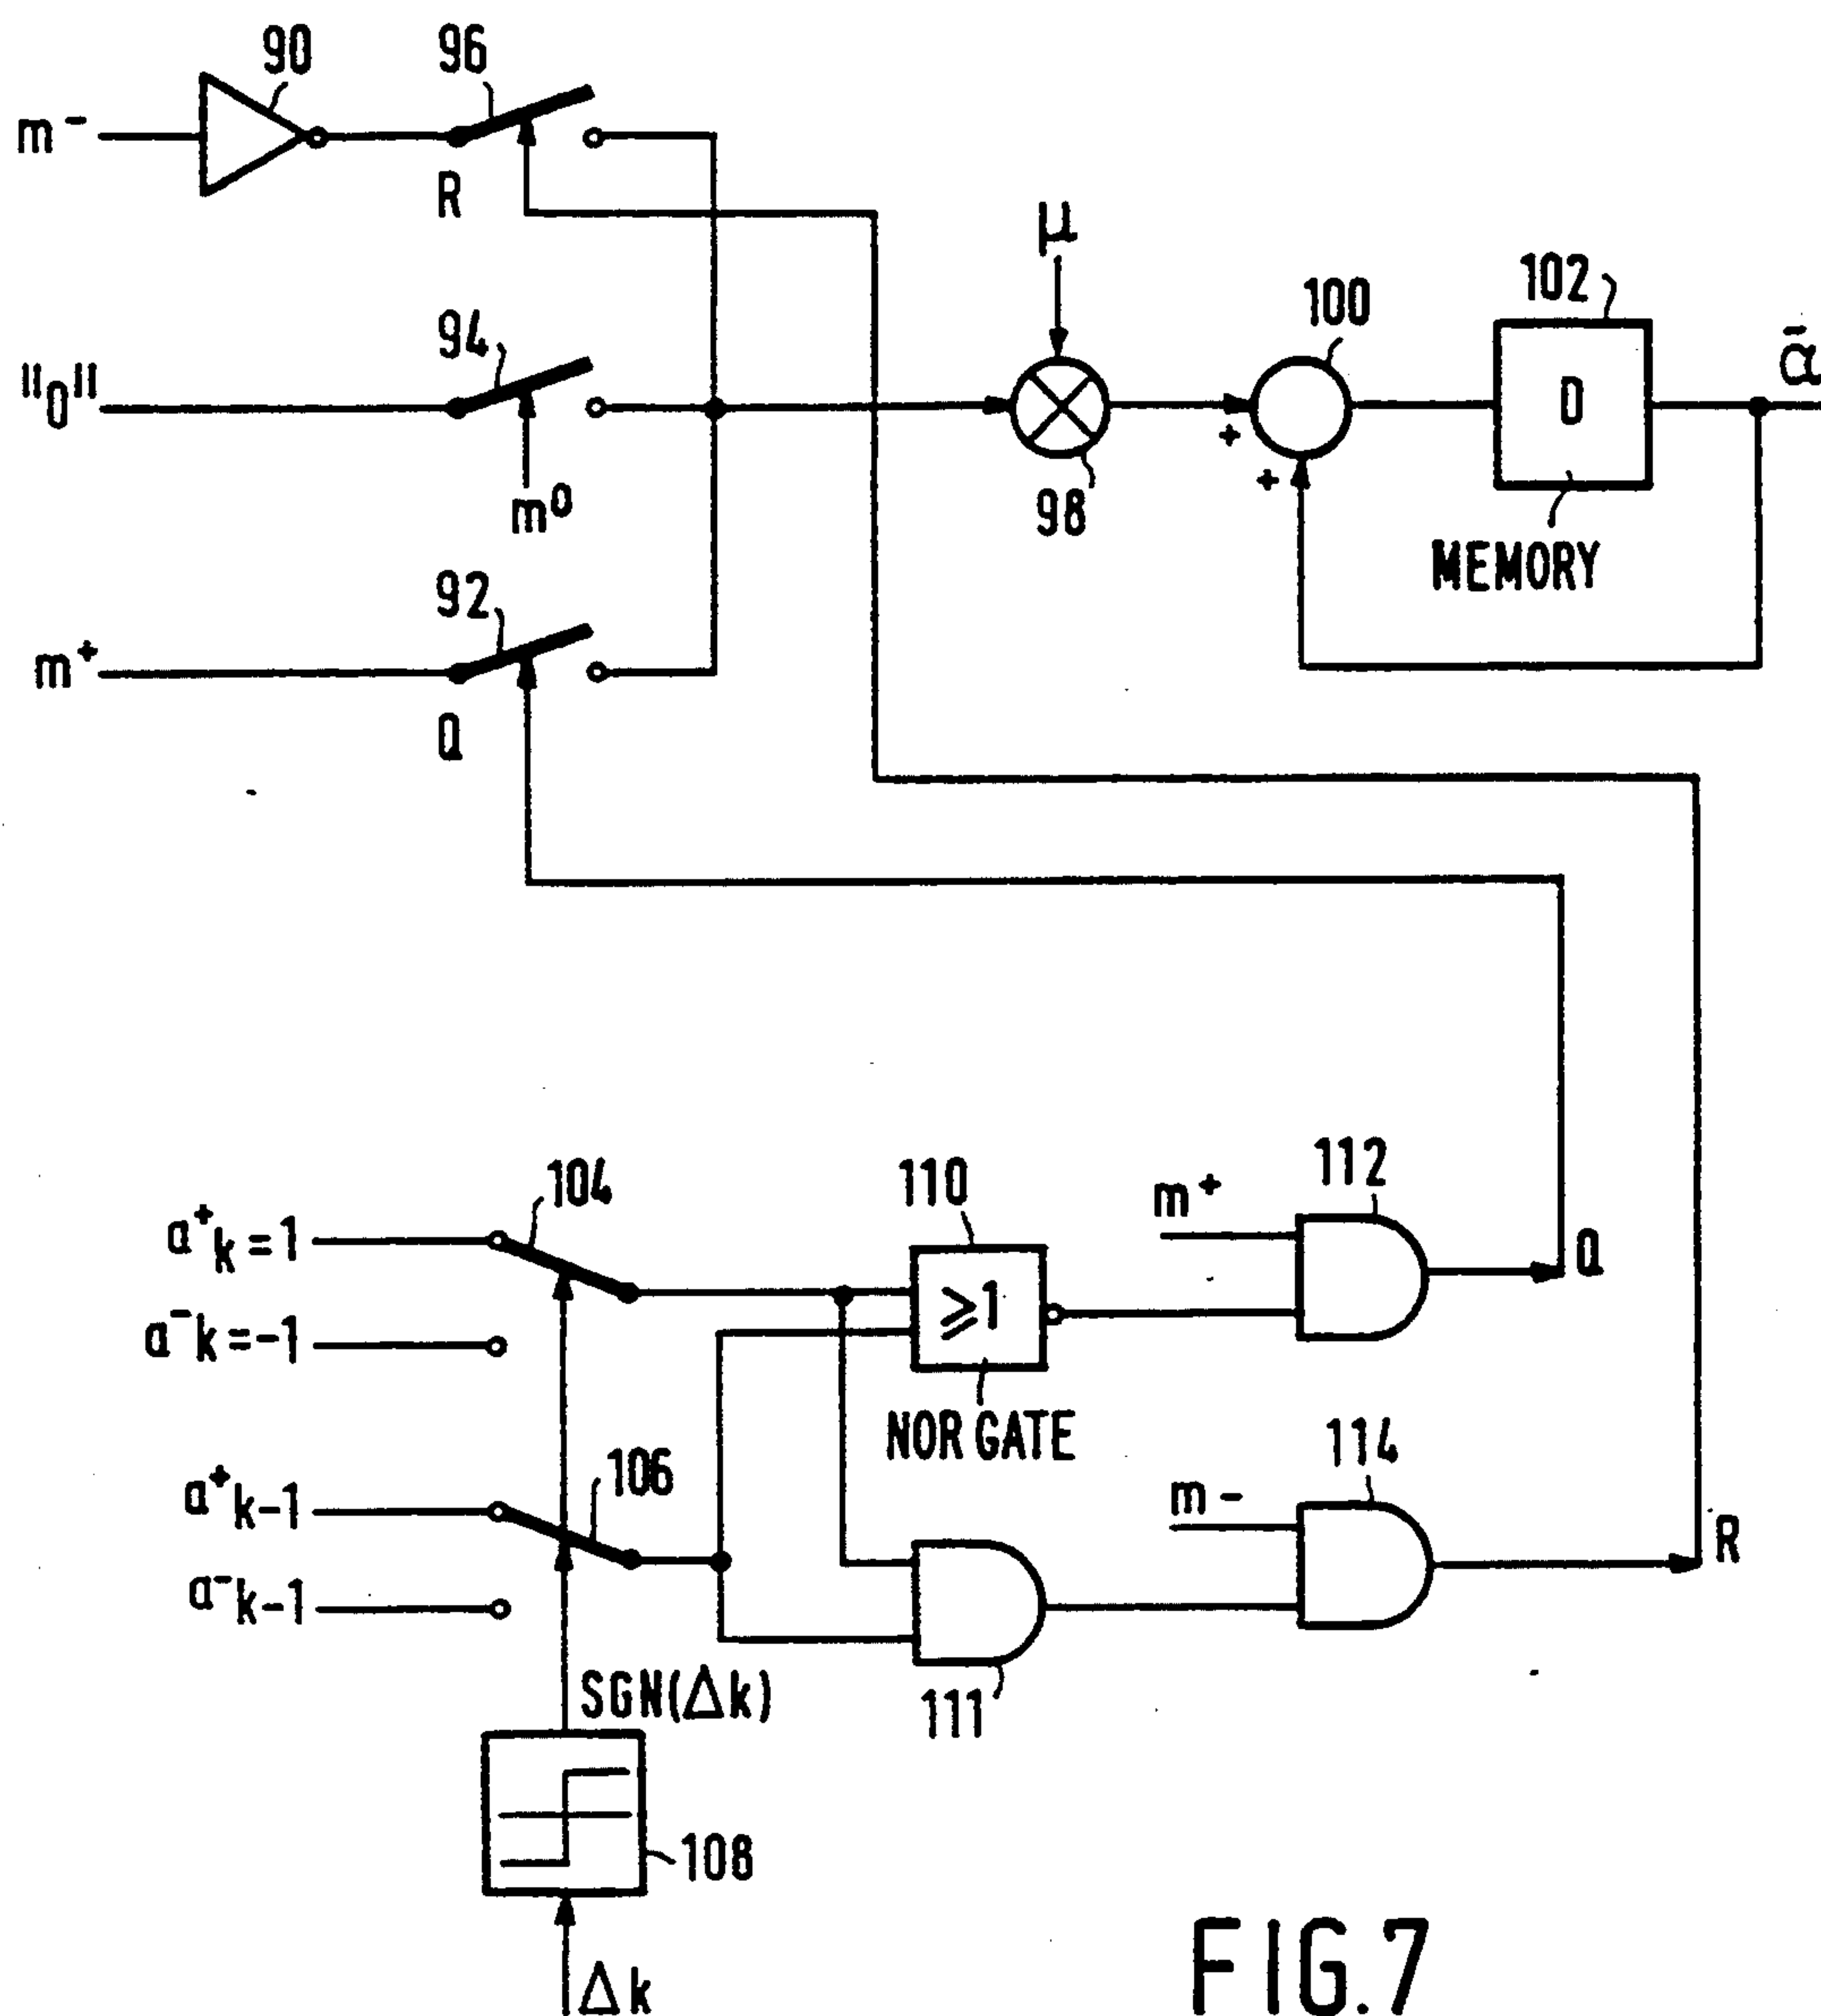 90
96
m⁻
R
μ
100
102
ᾱ
94
"0"
D
+
+
m⁰
98
MEMORY
92
m⁺
Q
104
110
112
m⁺
a⁺k=1
≥1
Q
a⁻k=-1
NOR GATE
114
106
m-
a⁺k-1
R
a⁻k-1
SGN(Δk)
111
108
Δk
FIG.7